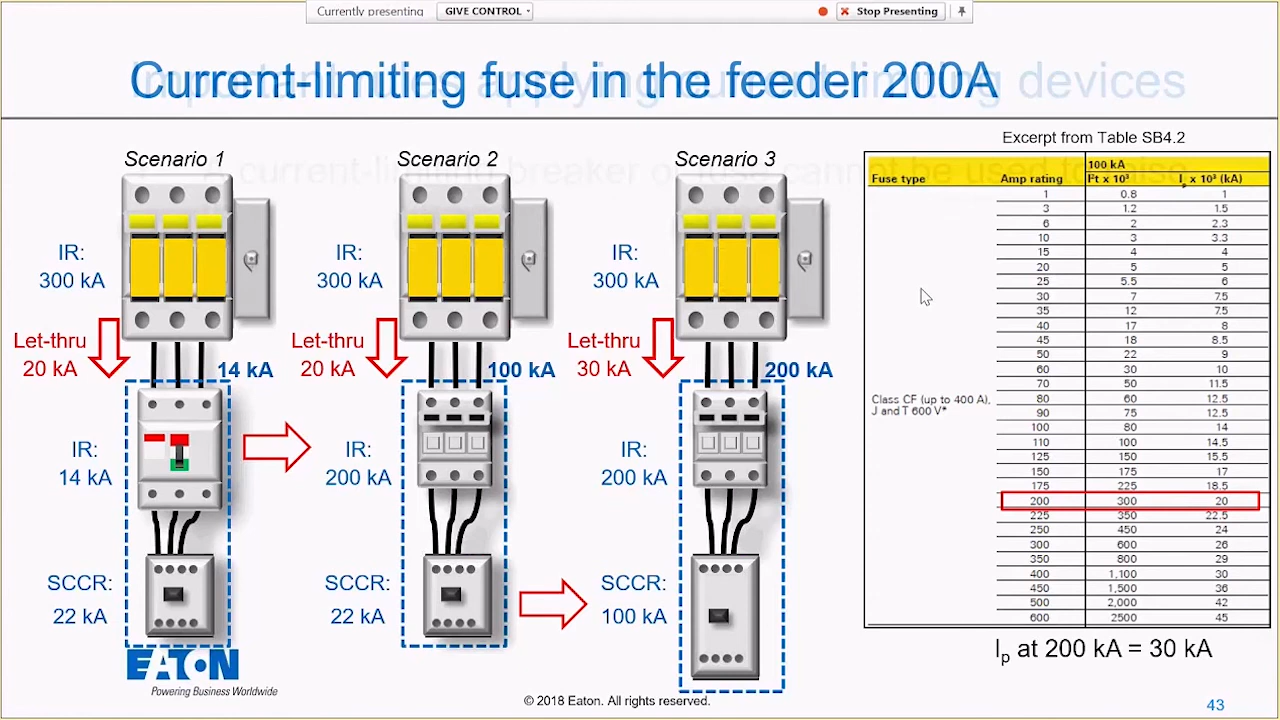 Currently presenting
GIVE CONTROL
Stop Presenting
Current-limiting fuse in the feeder 200A
Excerpt from Table SB4.2
Scenario 1
IR:
300 kA
Let-thru
20 kA
14 kA
IR:
14 kA
SCCR:
22 kA
Scenario 2
IR:
300 kA
Let-thru
20 kA
100 kA
IR:
200 kA
SCCR:
22 kA
Scenario 3
IR:
300 kA
Let-thru
30 kA
200 kA
IR:
200 kA
SCCR:
100 kA
100 kA
Fuse type Amp rating I²t x 10³ Ip x 10³ (kA)
1 0.8 1
3 1.2 1.5
6 2 2.3
10 3 3.3
15 4 4
20 5 5
25 5.5 6
30 7 7.5
35 12 7.5
40 17 8
45 18 8.5
50 22 9
60 30 10
70 50 11.5
80 60 12.5
Class CF (up to 400 A),
J and T 600 V*
90 75 12.5
100 80 14
110 100 14.5
125 150 15.5
150 175 17
175 225 18.5
200 300 20
225 350 22.5
250 450 24
300 600 26
350 800 29
400 1,100 30
450 1,500 36
500 2,000 42
600 2500 45
Ip at 200 kA = 30 kA
EATON
Powering Business Worldwide
© 2018 Eaton. All rights reserved.
43